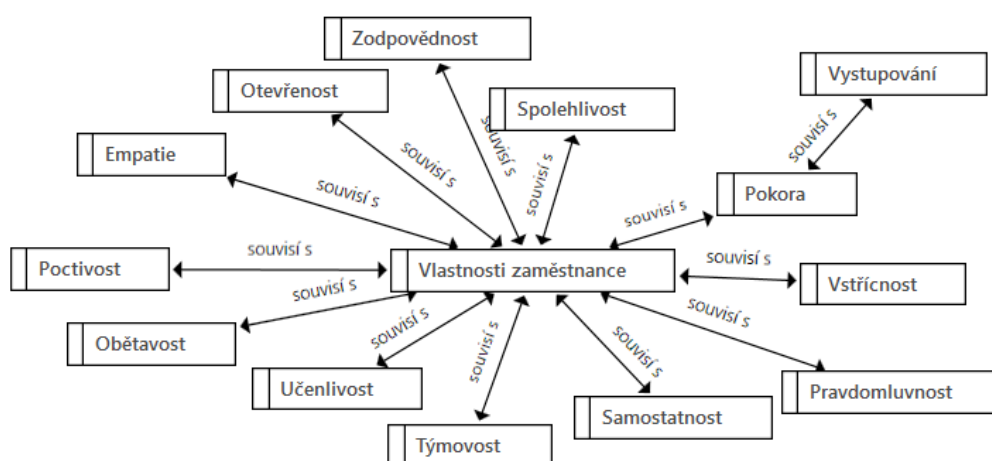 Zodpovědnost
Vystupování
Otevřenost
Spolehlivost
souvisí s
souvisí s
Empatie
souvisí s
souvisí s
Pokora
souvisí s
souvisí s
Poctivost
souvisí s
Vlastnosti zaměstnance
souvisí s
Vstřícnost
souvisí s
souvisí s
Obětavost
souvisí s
souvisí s
souvisí s
Učenlivost
Pravdomluvnost
Samostatnost
Týmovost